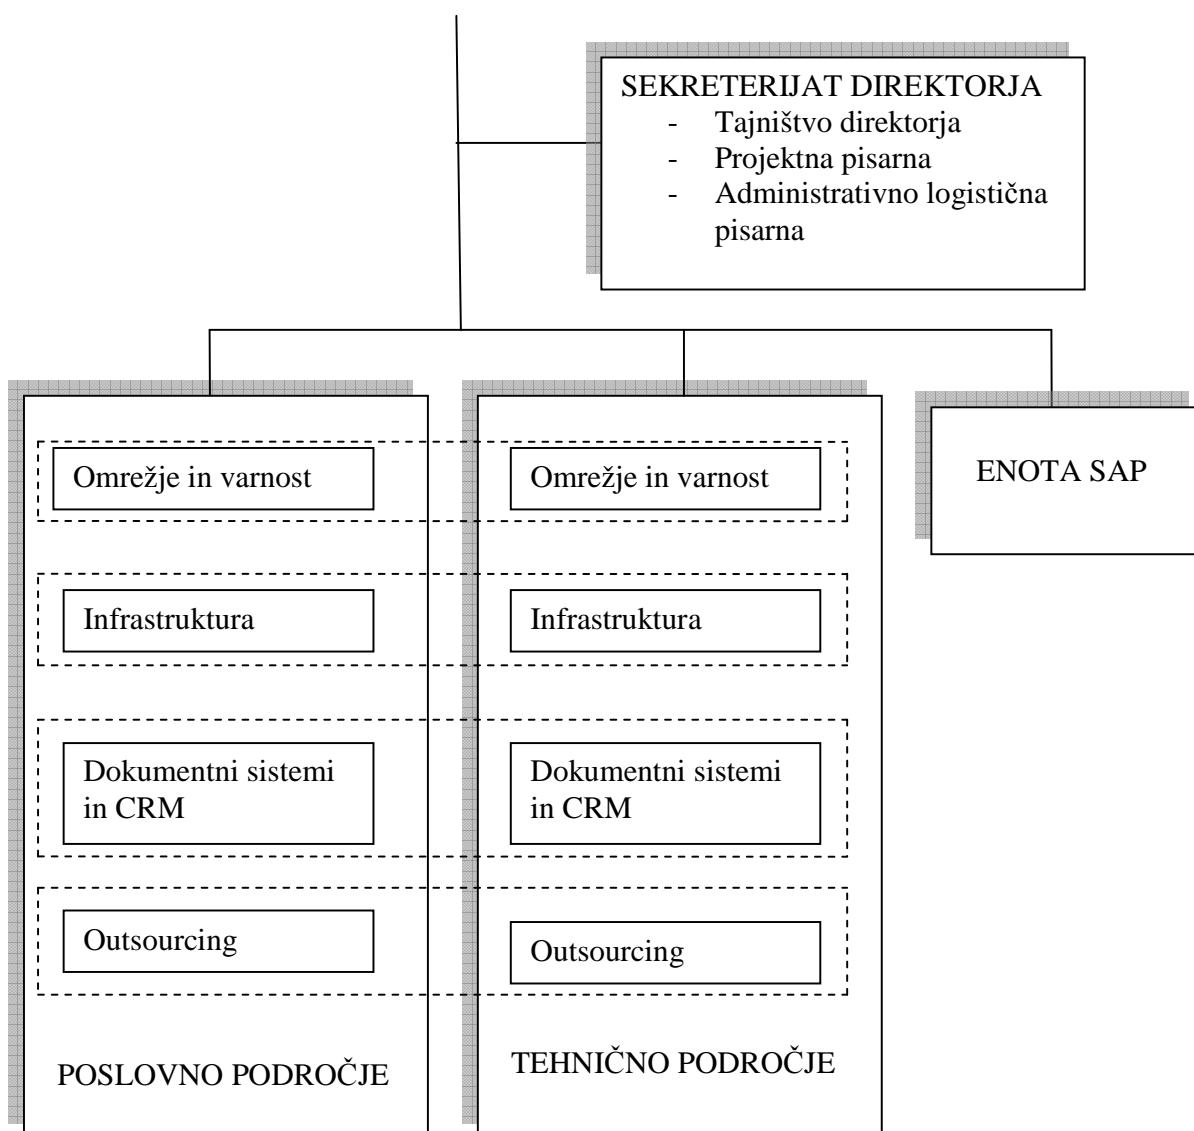 SEKRETERIJAT DIREKTORJA
- Tajništvo direktorja
- Projektna pisarna
- Administrativno logistična
pisarna
Omrežje in varnost
Infrastruktura
Dokumentni sistemi
in CRM
Outsourcing
POSLOVNO PODROČJE
Omrežje in varnost
Infrastruktura
Dokumentni sistemi
in CRM
Outsourcing
TEHNIČNO PODROČJE
ENOTA SAP